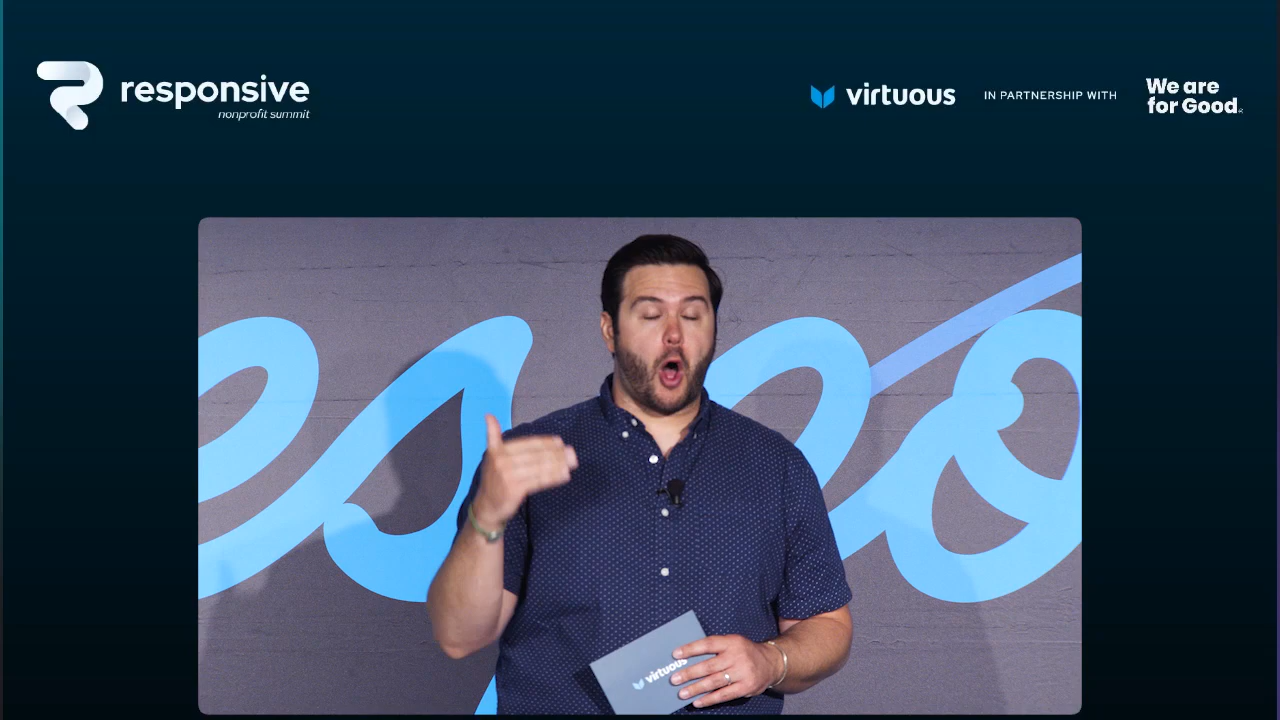 responsive
nonprofit summit
virtuous
IN PARTNERSHIP WITH
We are
for Good.
virtuous